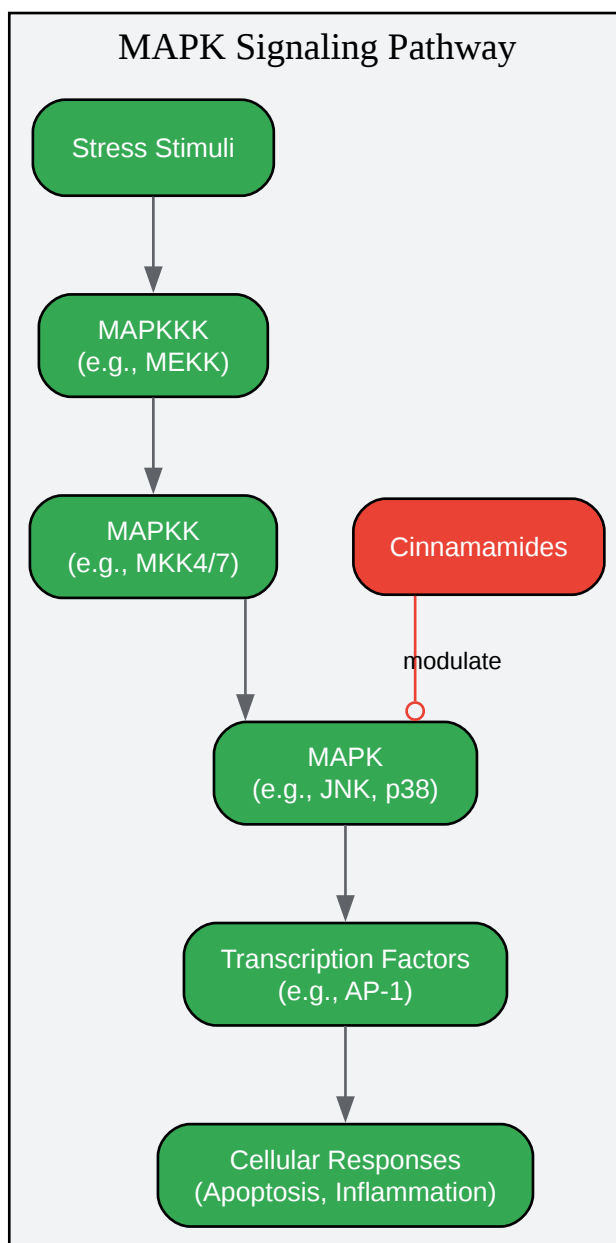 MAPK Signaling Pathway
Stress Stimuli
MAPKKK
(e.g., MEKK)
MAPKK
(e.g., MKK4/7)
Cinnamamides
modulate
MAPK
(e.g., JNK, p38)
Transcription Factors
(e.g., AP-1)
Cellular Responses
(Apoptosis, Inflammation)